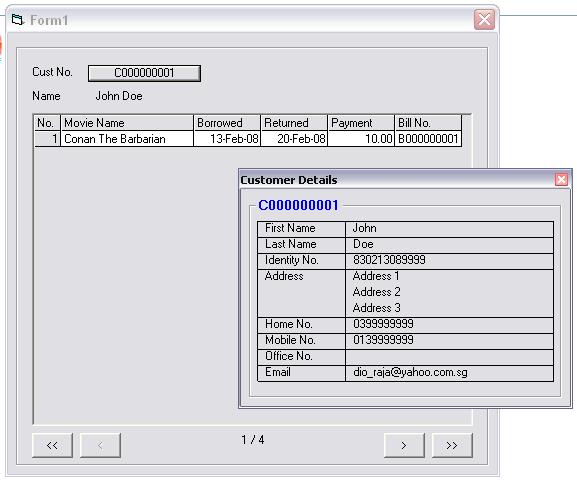 Form1
Cust No. C000000001
Name John Doe
No. Movie Name Borrowed Returned Payment Bill No.
1 Conan The Barbarian 13-Feb-08 20-Feb-08 10.00 B000000001
Customer Details
C000000001
First Name John
Last Name Doe
Identity No. 830213089999
Address Address 1
Address 2
Address 3
Home No. 0399999999
Mobile No. 0139999999
Office No.
Email dio_raja@yahoo.com.sg
<< < 1 / 4 > >>